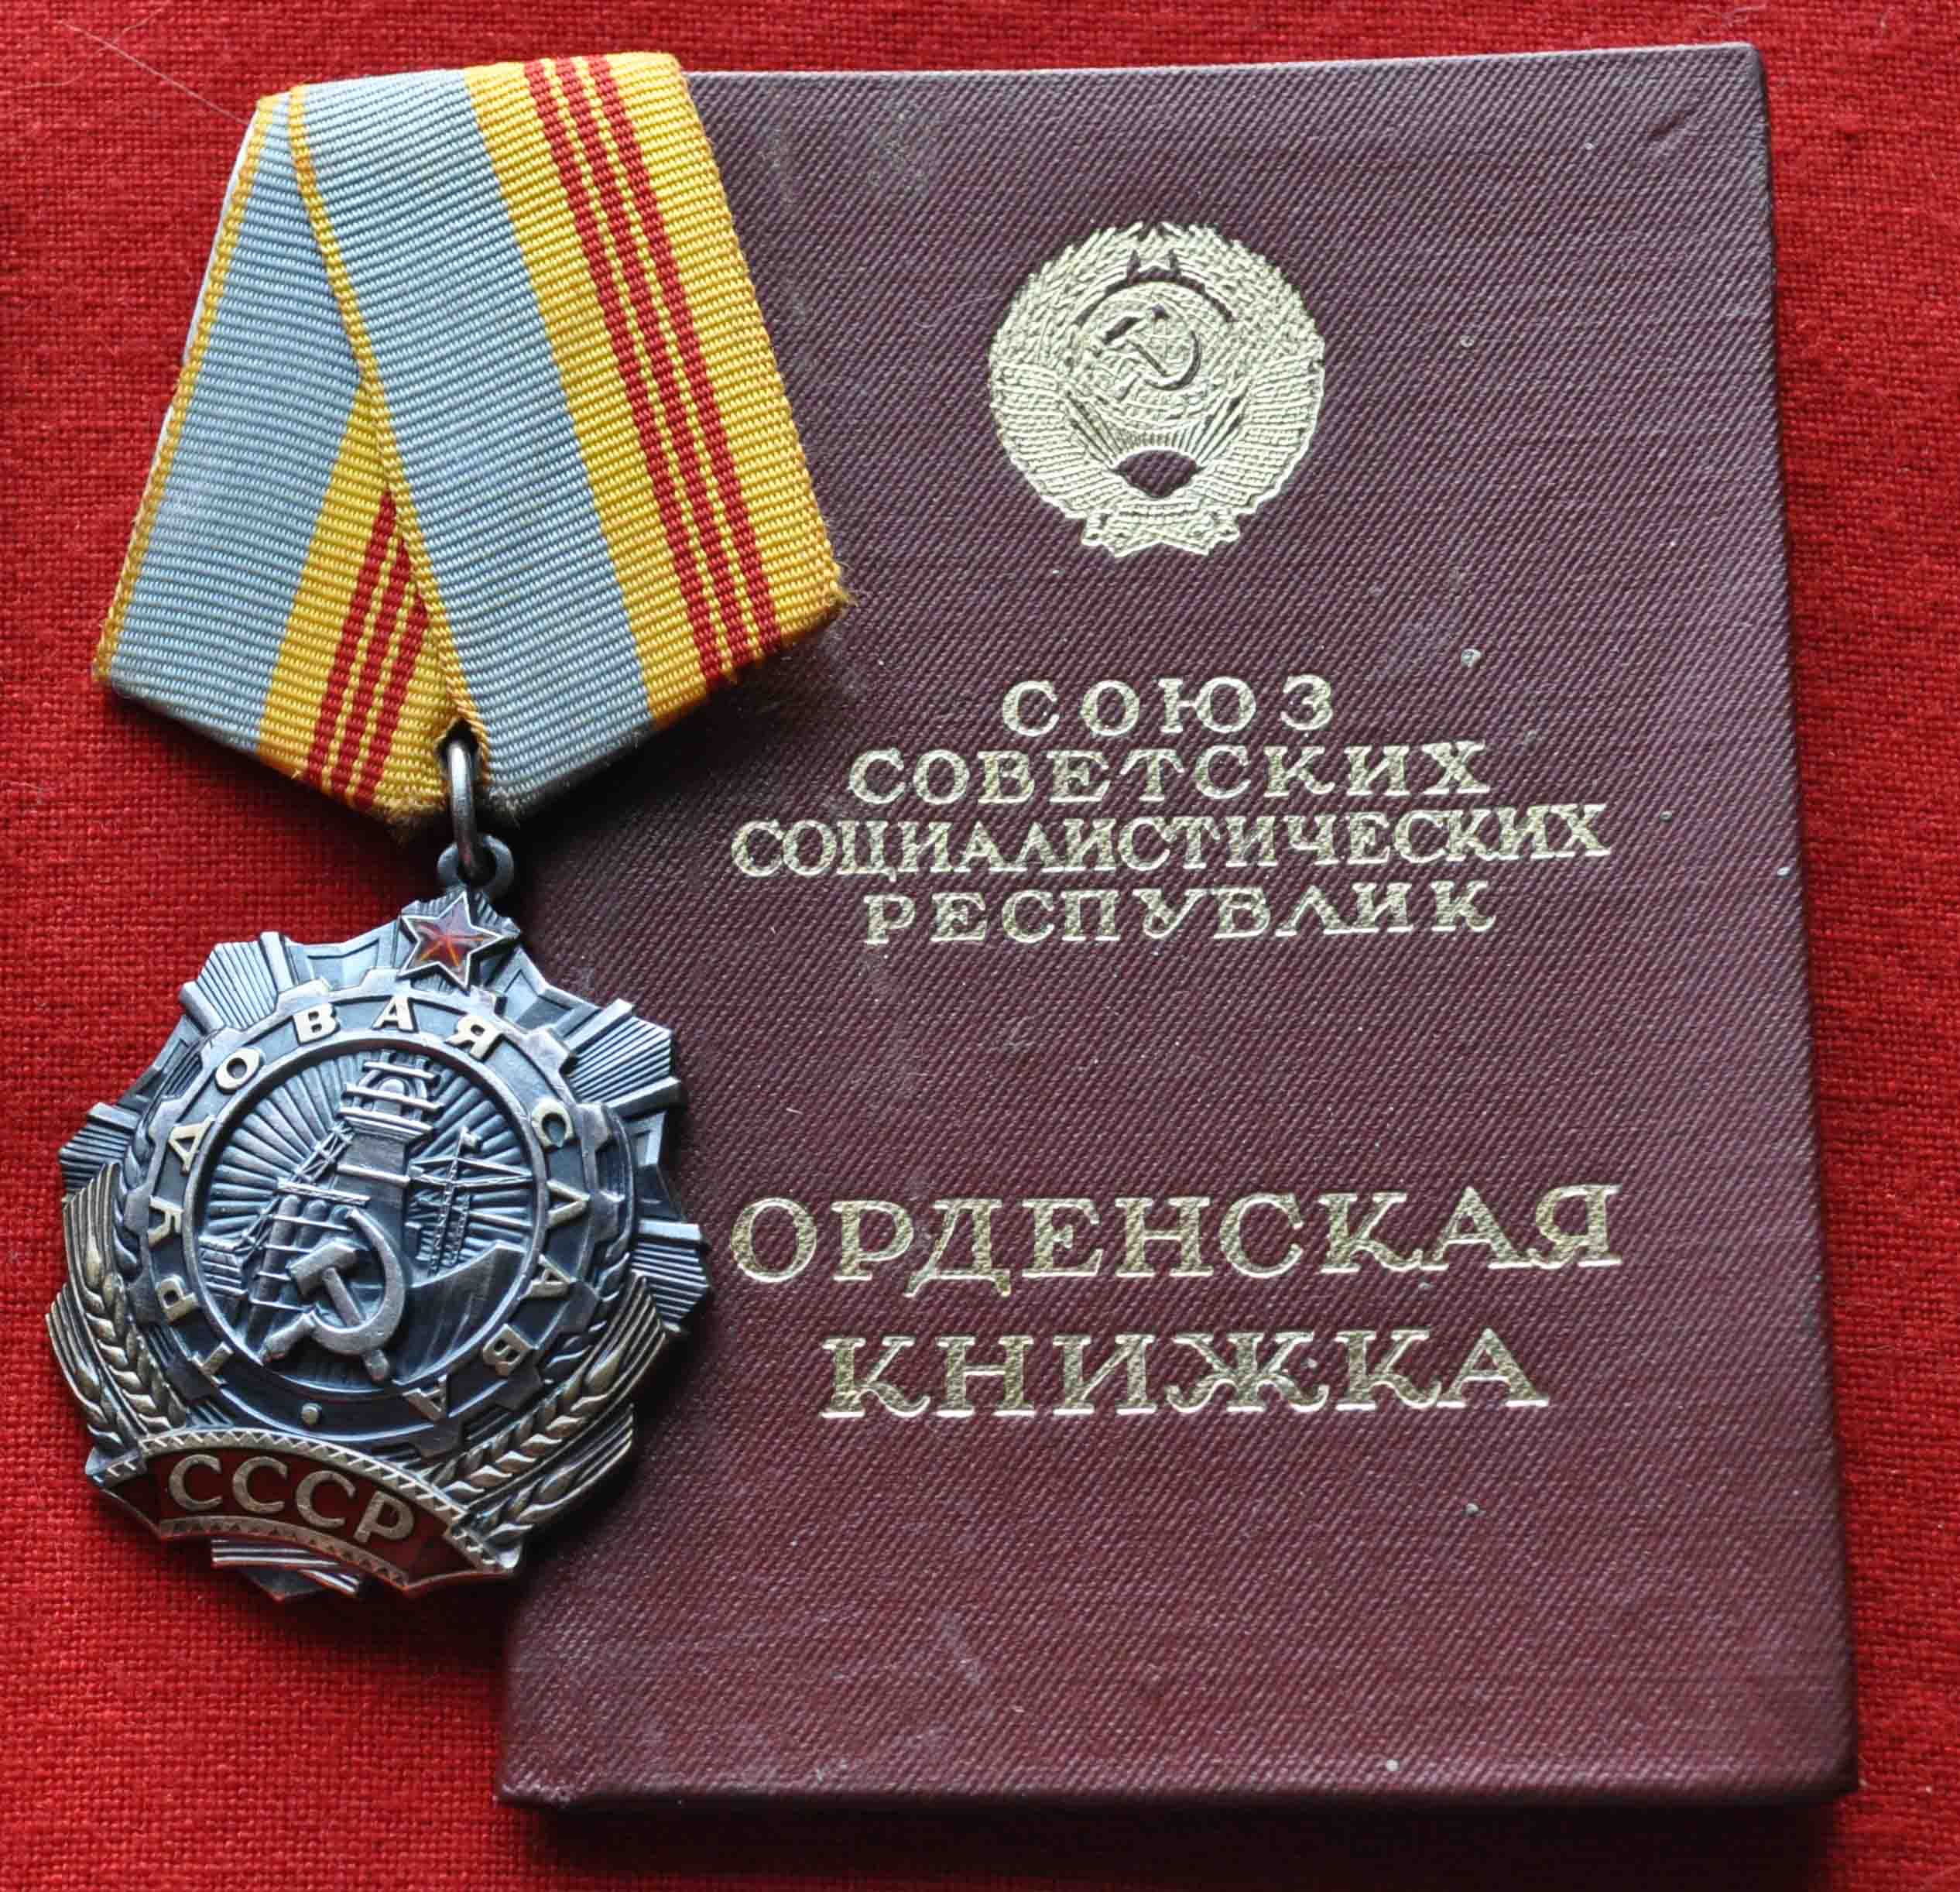 ТРУДОВАЯ СЛАВА
СССР
СОЮЗ
СОВЕТСКИХ
СОЦИАЛИСТИЧЕСКИХ
РЕСПУБЛИК
ОРДЕНСКАЯ
КНИЖКА